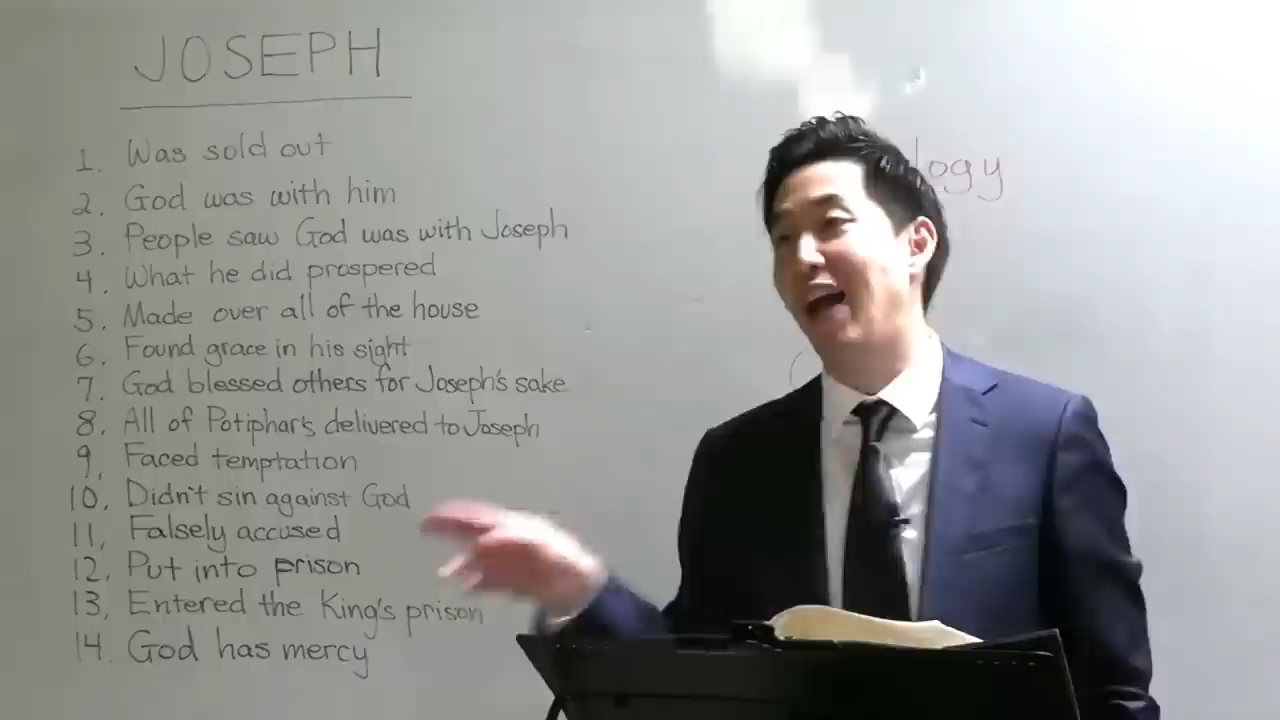 JOSEPH
1. Was sold out
2. God was with him
3. People saw God was with Joseph
4. What he did prospered
5. Made over all of the house
6. Found grace in his sight
7. God blessed others for Joseph's sake
8. All of Potiphar's delivered to Joseph
9. Faced temptation
10. Didn't sin against God
11. Falsely accused
12. Put into prison
13. Entered the King's prison
14. God has mercy
logy